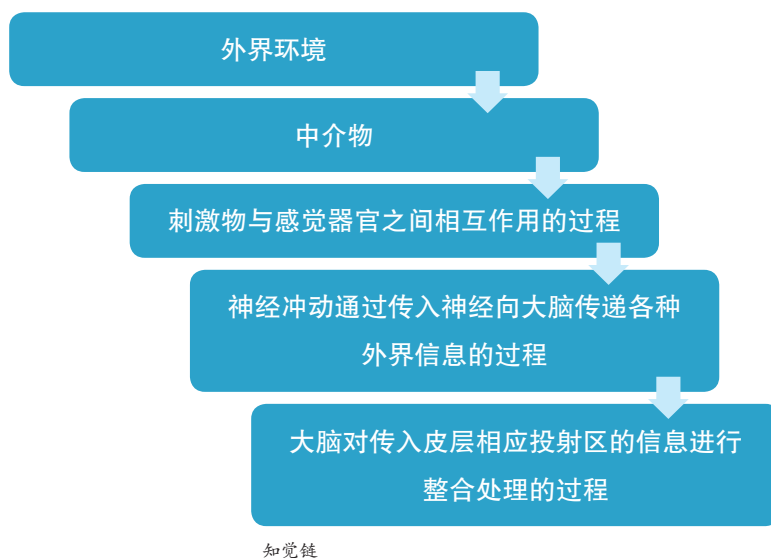 外界环境
中介物
刺激物与感觉器官之间相互作用的过程
神经冲动通过传入神经向大脑传递各种
外界信息的过程
大脑对传入皮层相应投射区的信息进行
整合处理的过程
知觉链